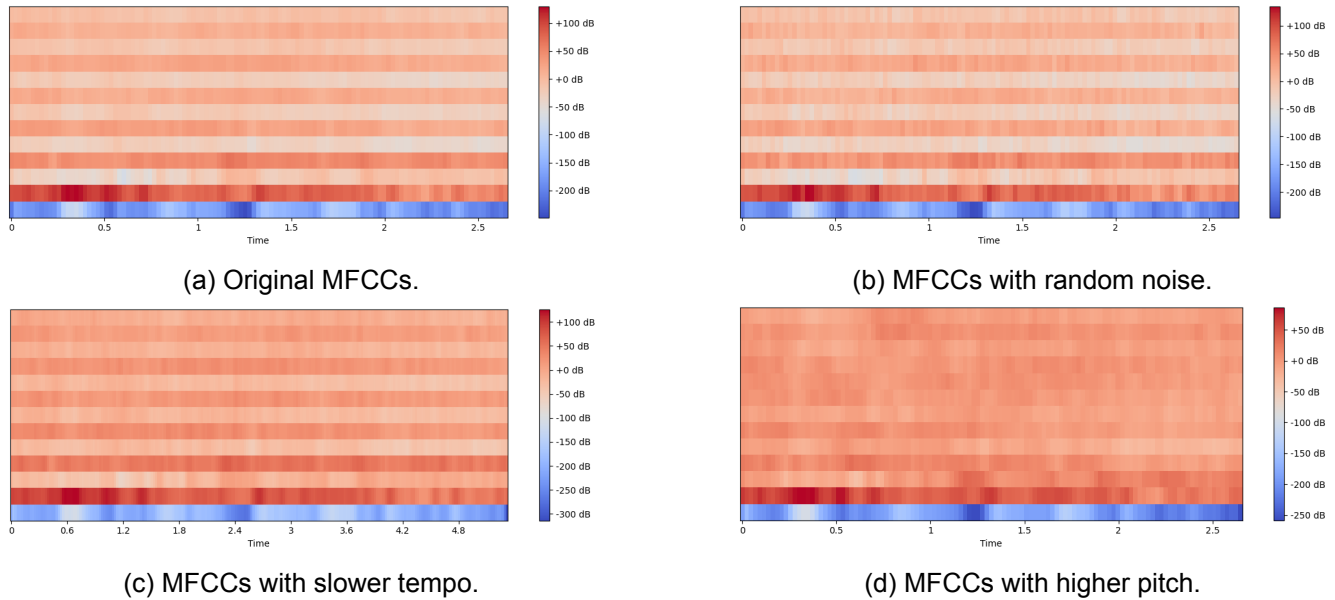 +100 dB
+50 dB
+0 dB
-50 dB
-100 dB
-150 dB
-200 dB
0 0.5 1 1.5 2 2.5
Time
(a) Original MFCCs.
+100 dB
+50 dB
+0 dB
-50 dB
-100 dB
-150 dB
-200 dB
0 0.5 1 1.5 2 2.5
Time
(b) MFCCs with random noise.
+100 dB
+50 dB
+0 dB
-50 dB
-100 dB
-150 dB
-200 dB
-250 dB
-300 dB
0 0.6 1.2 1.8 2.4 3 3.6 4.2 4.8
Time
(c) MFCCs with slower tempo.
+50 dB
+0 dB
-50 dB
-100 dB
-150 dB
-200 dB
-250 dB
0 0.5 1 1.5 2 2.5
Time
(d) MFCCs with higher pitch.